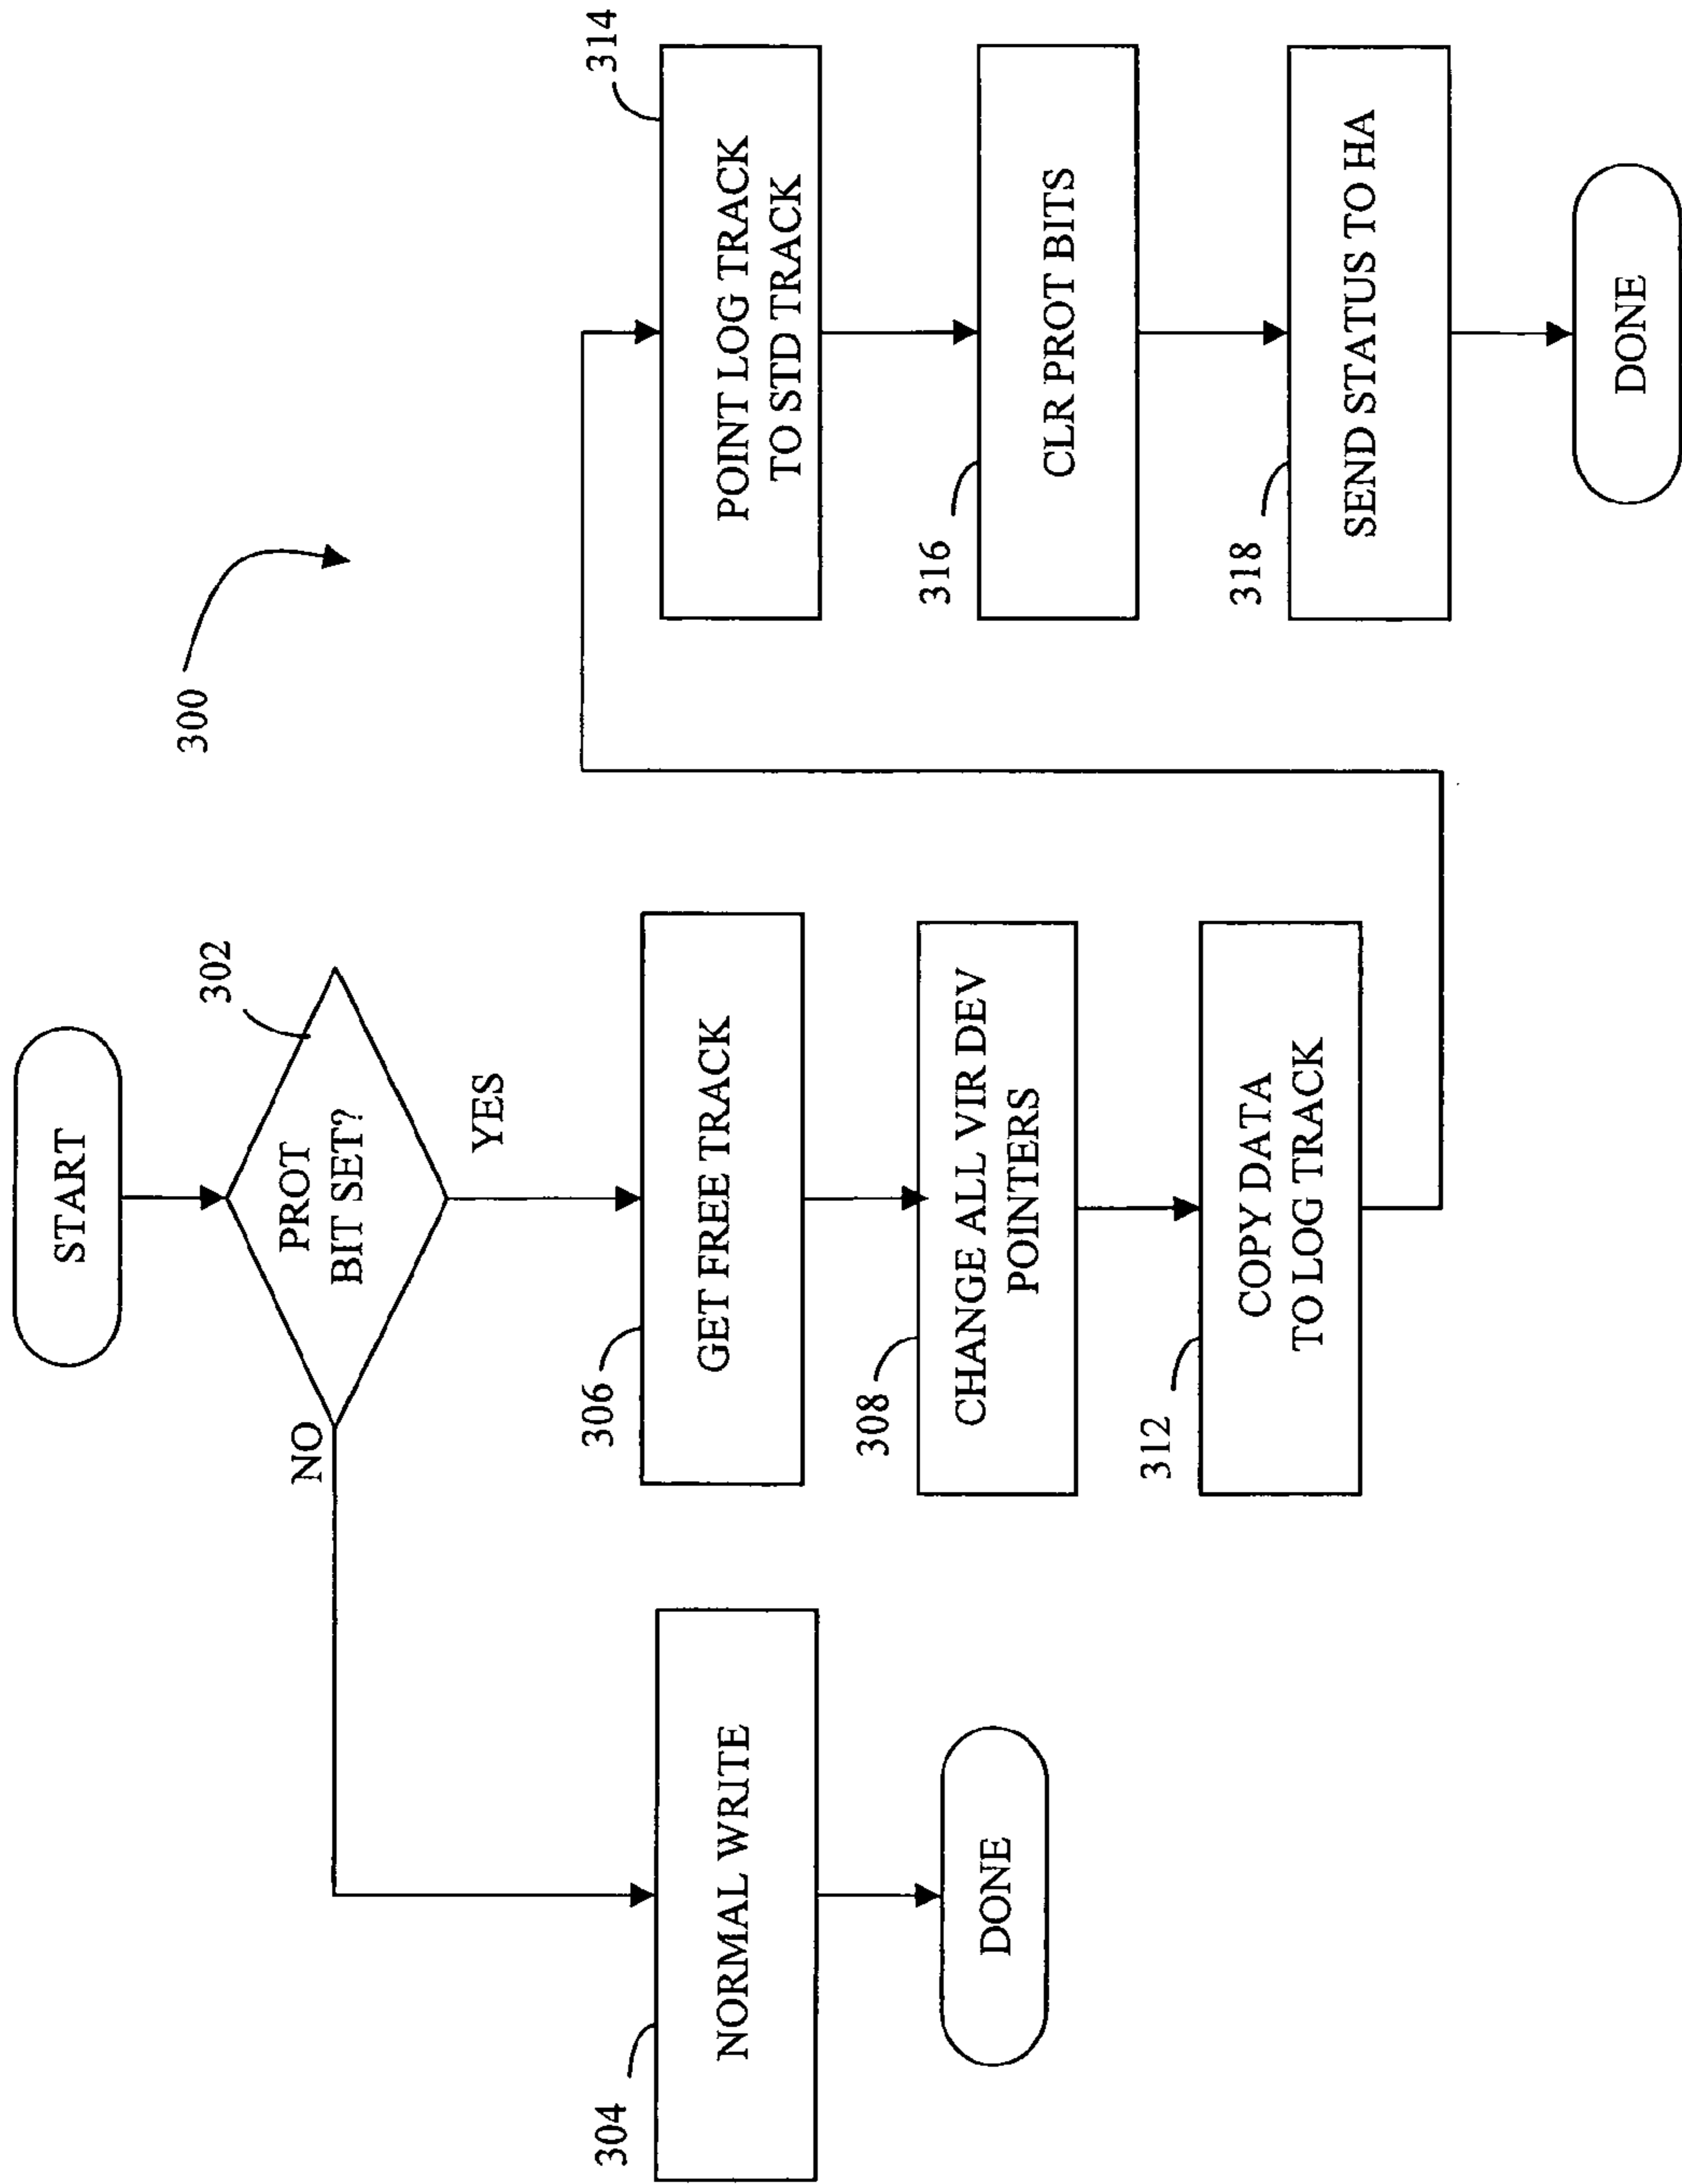 START
302
PROT
BIT SET?
NO
YES
304
NORMAL WRITE
DONE
306
GET FREE TRACK
308
CHANGE ALL VIR DEV
POINTERS
312
COPY DATA
TO LOG TRACK
300
314
POINT LOG TRACK
TO STD TRACK
316
CLR PROT BITS
318
SEND STATUS TO HA
DONE